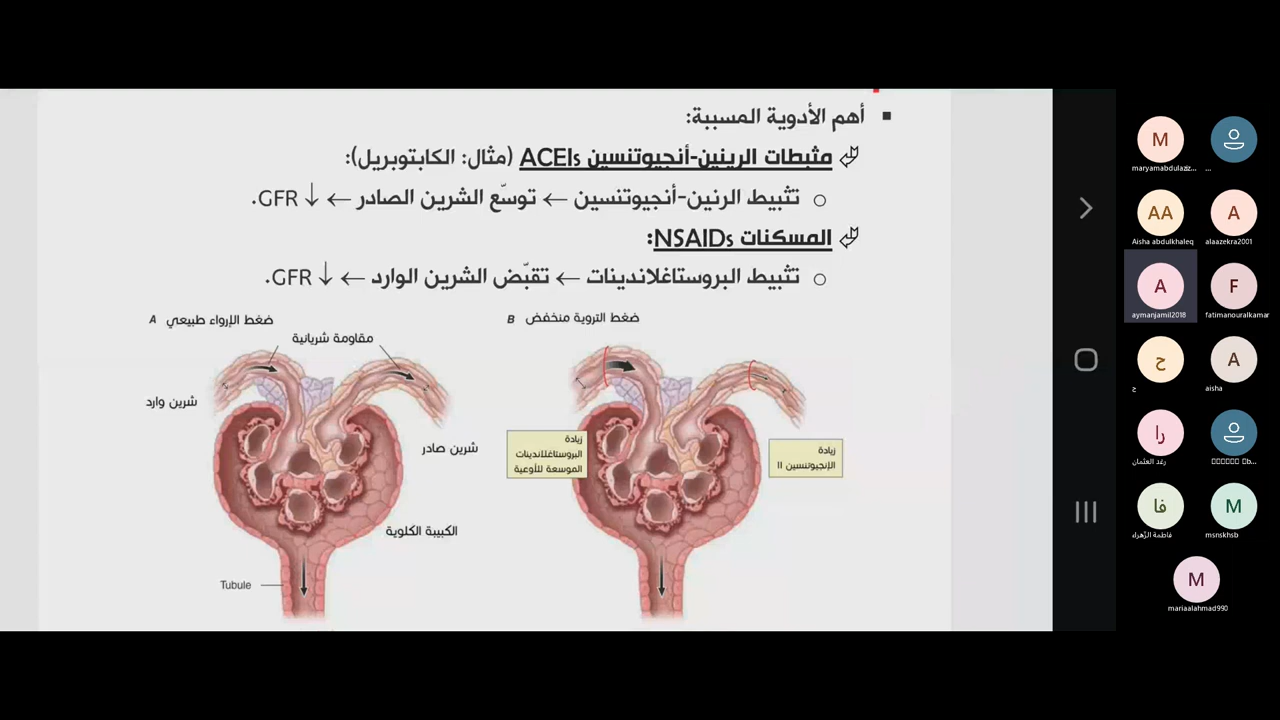 ▪ أهم الأدوية المسببة:
مثبطات الرينين-أنجيوتنسين ACEIs (مثال: الكابتوبريل):
○ تثبيط الرنين-أنجيوتنسين ← توسّع الشرين الصادر ← ↓ GFR.
المسكنات NSAIDs:
○ تثبيط البروستاغلاندينات ← تقبّض الشرين الوارد ← ↓ GFR.
A ضغط الإرواء طبيعي
مقاومة شريانية
شرين وارد
شرين صادر
الكبيبة الكلوية
Tubule
B ضغط التروية منخفض
زيادة
البروستاغلاندينات
الموسعة للأوعية
زيادة
الإنجيوتنسين II
M
maryamabdulaziz...
...
AA
Aisha abdulkhaleq
A
alaazekra2001
A
aymanjamil2018
F
fatimanouralkamar
ح
ح
A
aisha
را
رغد العثمان
b...
فا
فاطمة الزهراء
M
msnskhsb
M
mariaalahmad990